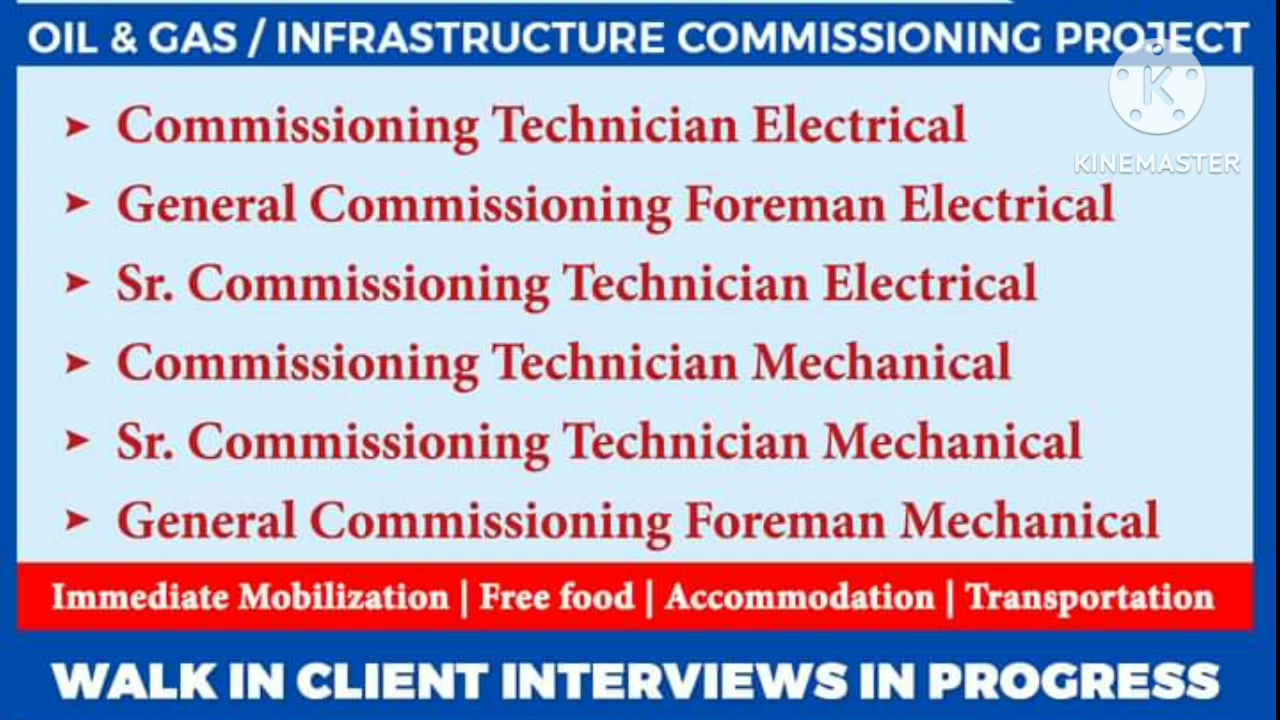 OIL & GAS / INFRASTRUCTURE COMMISSIONING PROJECT
K
KINEMASTER
➤ Commissioning Technician Electrical
➤ General Commissioning Foreman Electrical
➤ Sr. Commissioning Technician Electrical
➤ Commissioning Technician Mechanical
➤ Sr. Commissioning Technician Mechanical
➤ General Commissioning Foreman Mechanical
Immediate Mobilization | Free food | Accommodation | Transportation
WALK IN CLIENT INTERVIEWS IN PROGRESS